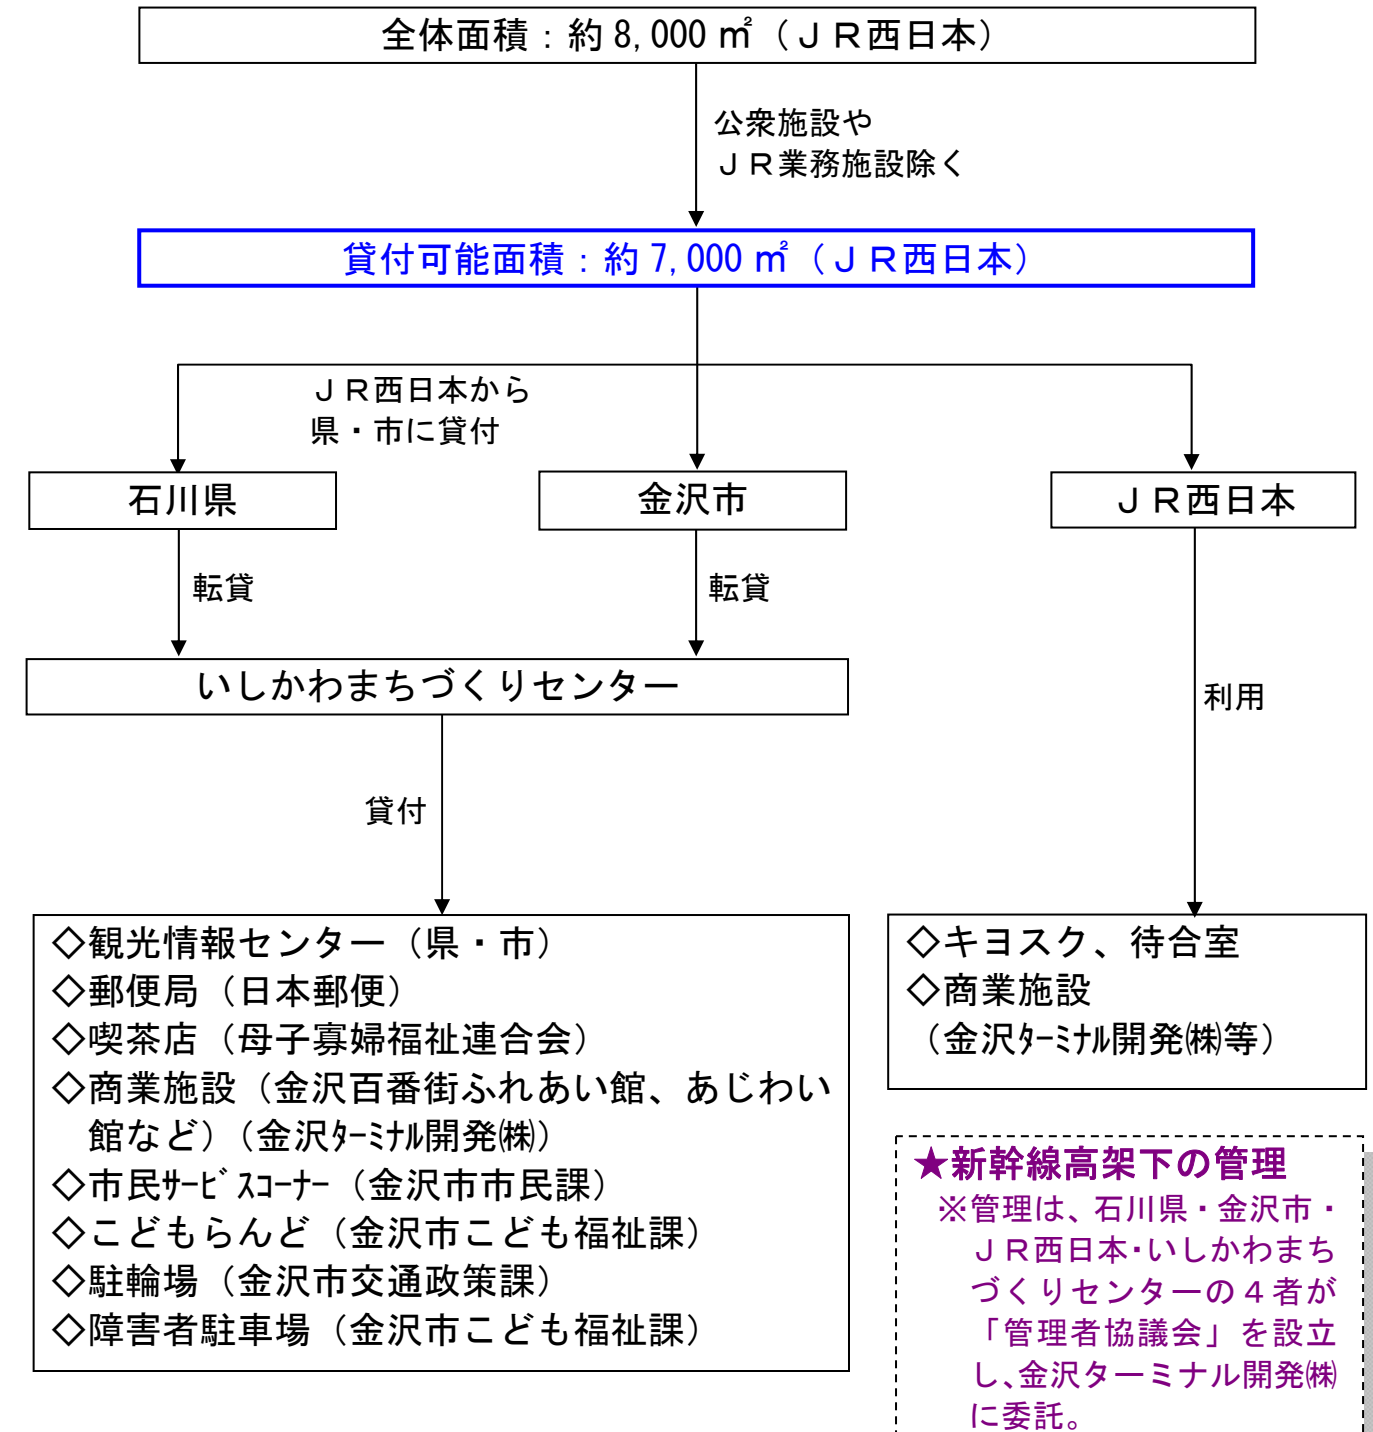 全体面積：約 8,000 ㎡（ＪＲ西日本）
公衆施設や
ＪＲ業務施設除く
貸付可能面積：約 7,000 ㎡（ＪＲ西日本）
ＪＲ西日本から
県・市に貸付
石川県
金沢市
ＪＲ西日本
転貸
転貸
いしかわまちづくりセンター
利用
貸付
◇観光情報センター（県・市）
◇郵便局（日本郵便）
◇喫茶店（母子寡婦福祉連合会）
◇商業施設（金沢百番街ふれあい館、あじわい
館など）（金沢ﾀｰﾐﾅﾙ開発㈱）
◇市民ｻｰﾋﾞｽｺｰﾅｰ（金沢市市民課）
◇こどもらんど（金沢市こども福祉課）
◇駐輪場（金沢市交通政策課）
◇障害者駐車場（金沢市こども福祉課）
◇キヨスク、待合室
◇商業施設
（金沢ﾀｰﾐﾅﾙ開発㈱等）
★新幹線高架下の管理
※管理は、石川県・金沢市・
ＪＲ西日本・いしかわまち
づくりセンターの４者が
「管理者協議会」を設立
し、金沢ターミナル開発㈱
に委託。